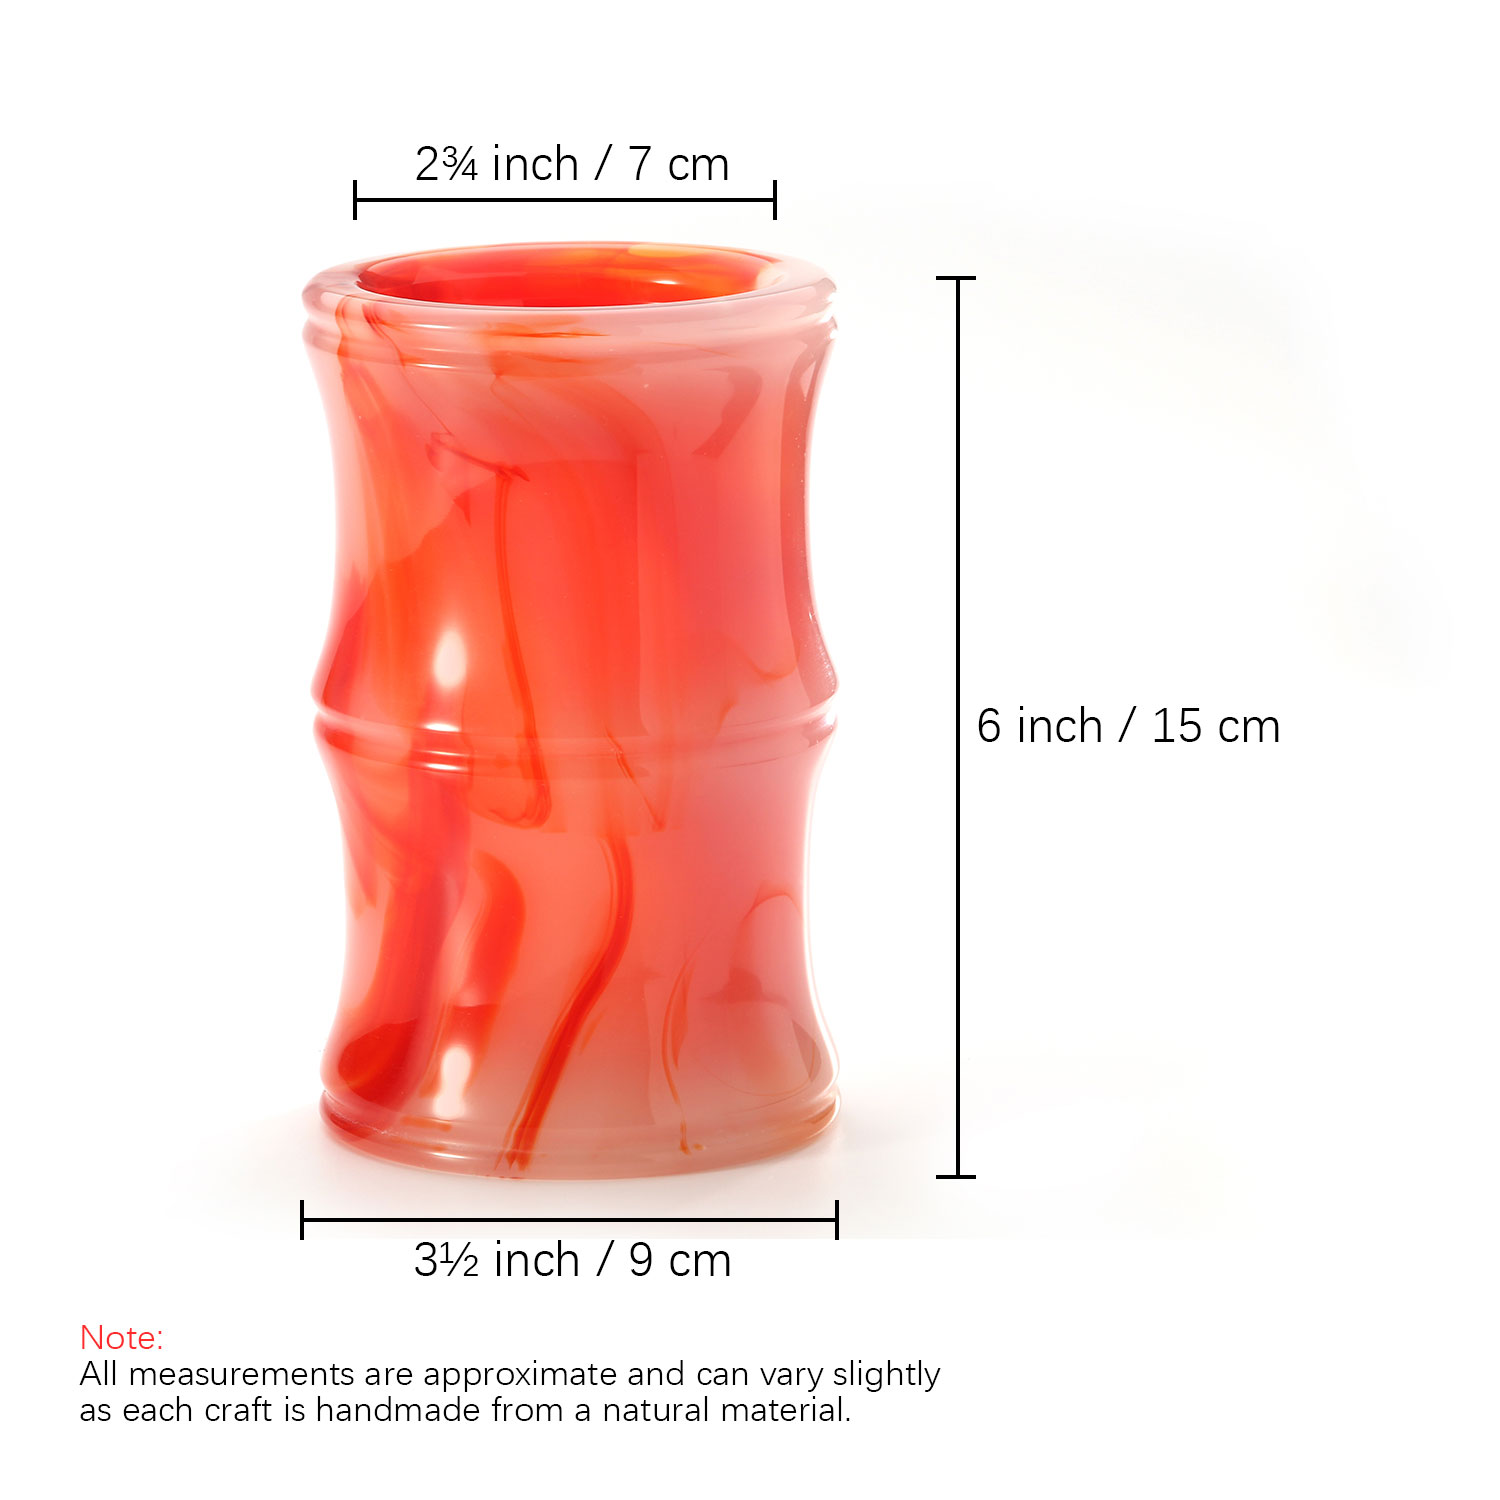 2¾ inch / 7 cm
6 inch / 15 cm
3½ inch / 9 cm
Note:
All measurements are approximate and can vary slightly
as each craft is handmade from a natural material.